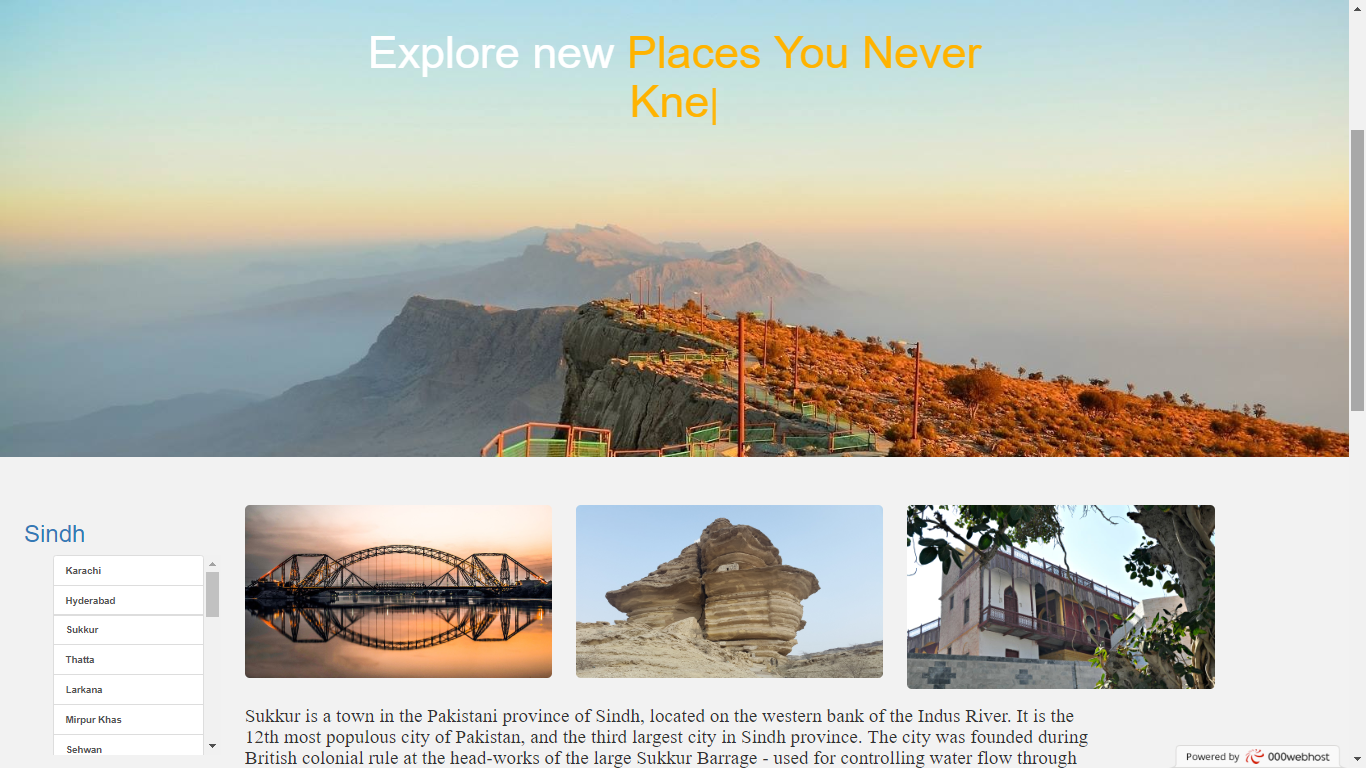 Explore new Places You Never
Kne|
Sindh
Karachi
Hyderabad
Sukkur
Thatta
Larkana
Mirpur Khas
Sehwan
Sukkur is a town in the Pakistani province of Sindh, located on the western bank of the Indus River. It is the
12th most populous city of Pakistan, and the third largest city in Sindh province. The city was founded during
British colonial rule at the head-works of the large Sukkur Barrage - used for controlling water flow through
Powered by 000webhost